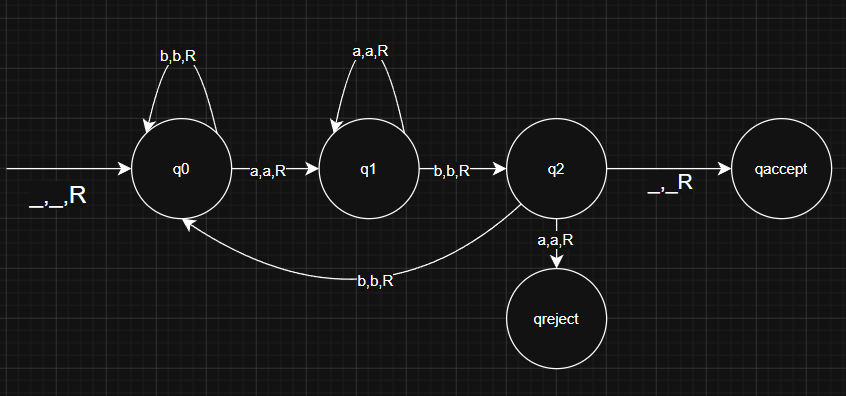 b,b,R
a,a,R
q0
a,a,R
q1
b,b,R
q2
_,_R
qaccept
_,_,R
a,a,R
b,b,R
qreject